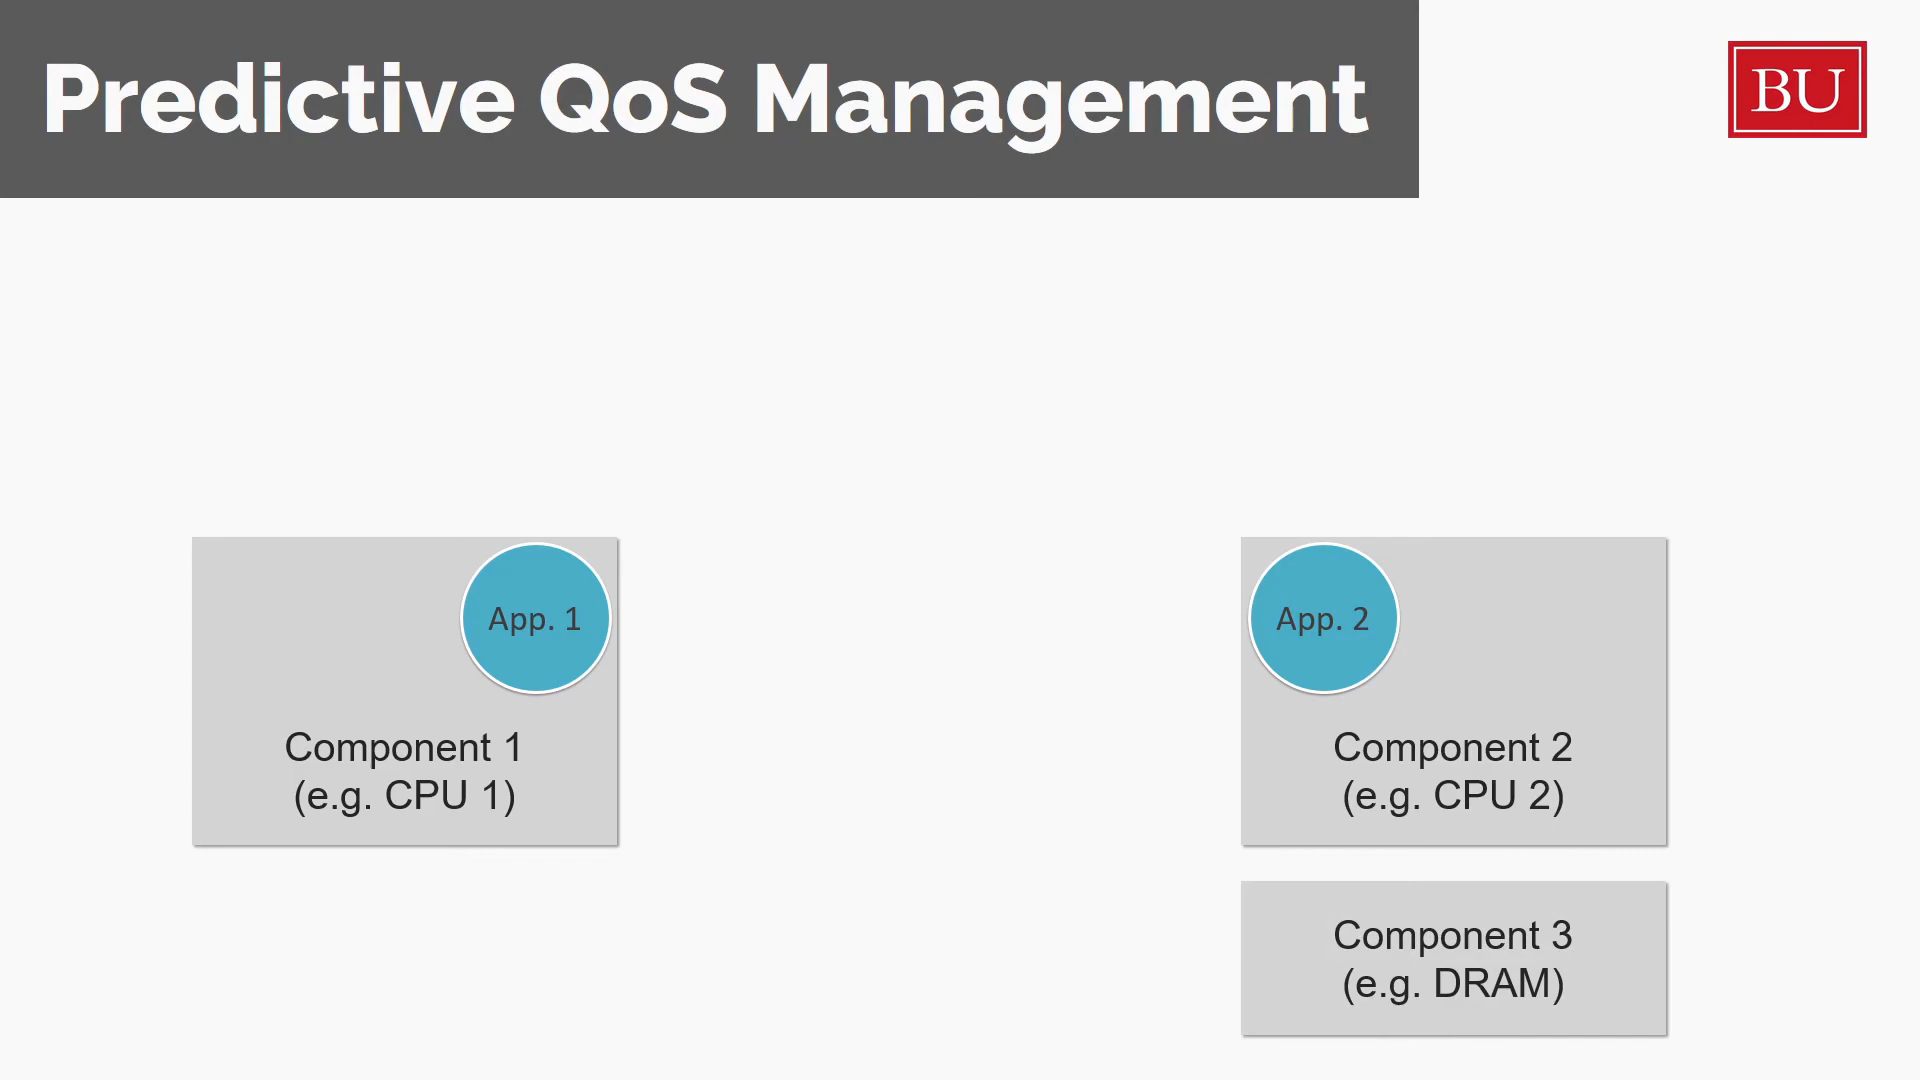 Predictive QoS Management
BU
App. 1
Component 1
(e.g. CPU 1)
App. 2
Component 2
(e.g. CPU 2)
Component 3
(e.g. DRAM)